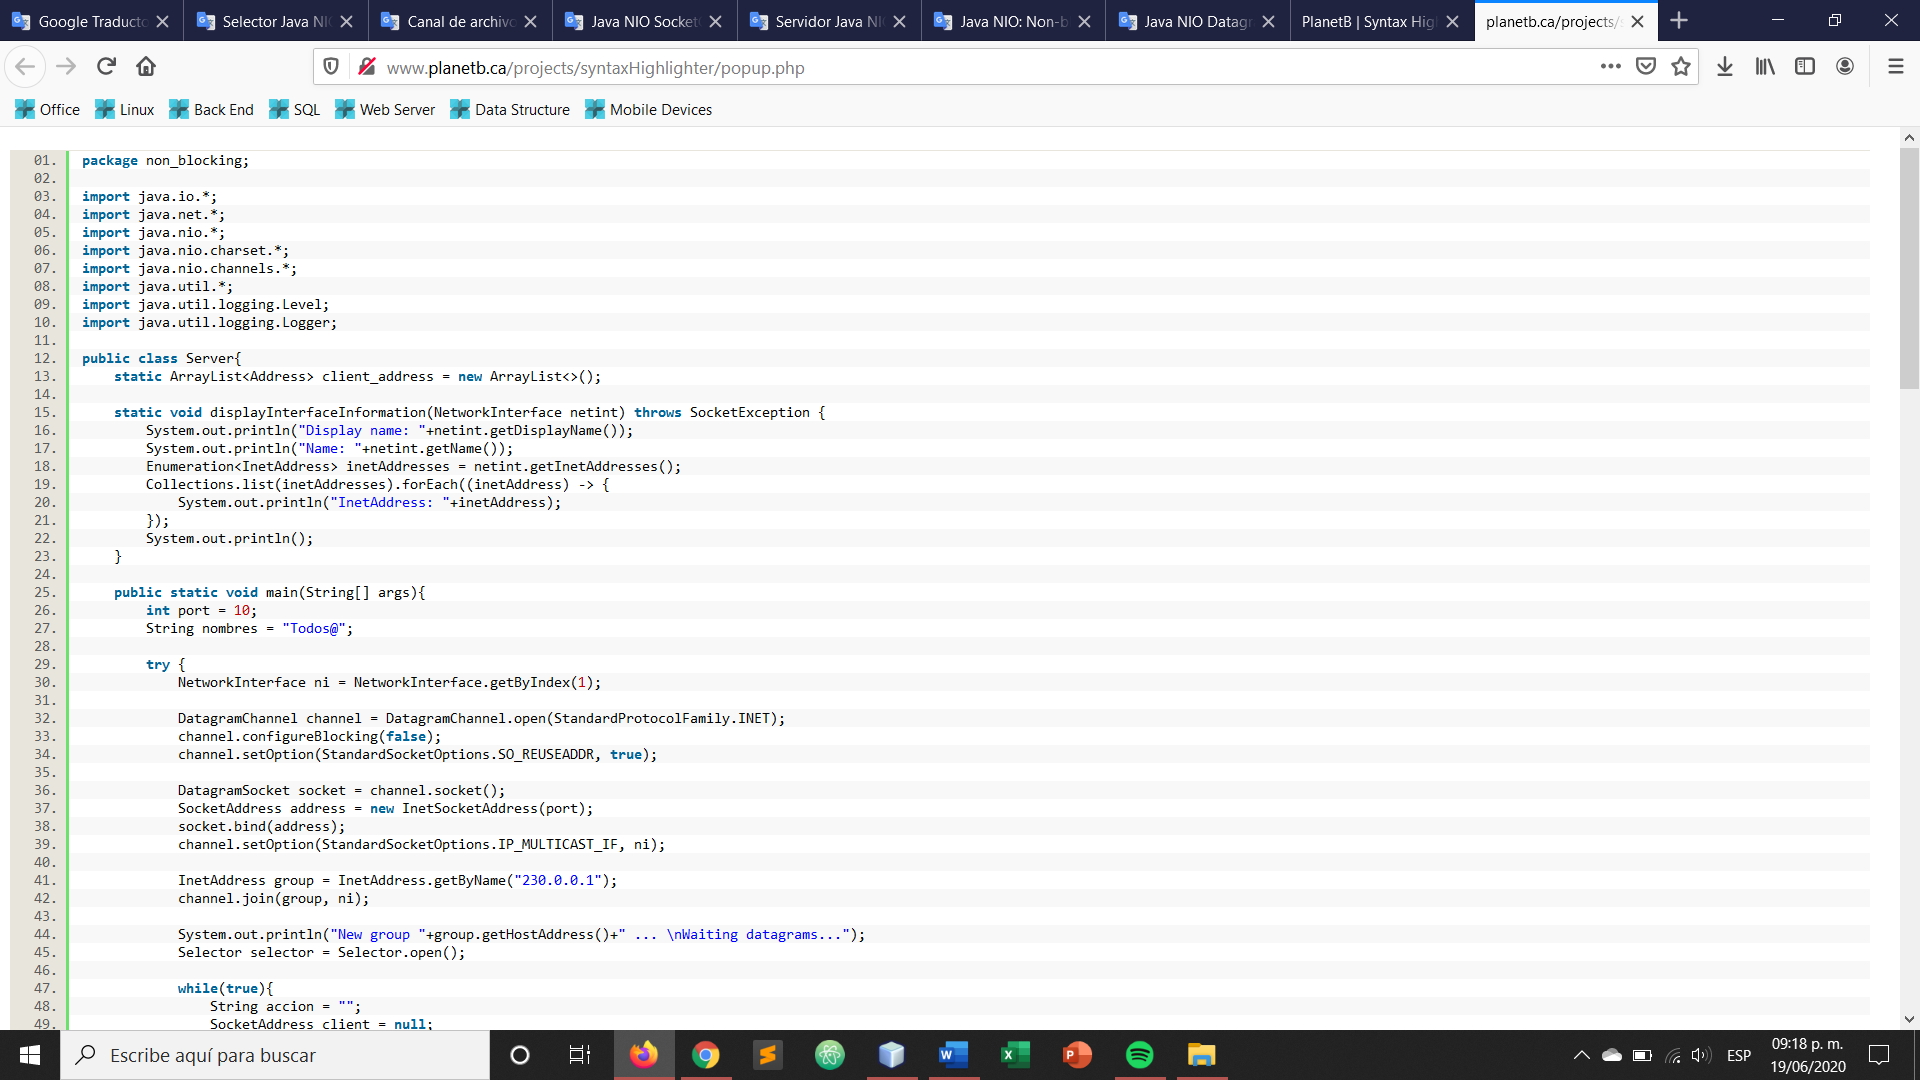 Google Traducto
Selector Java NI
Canal de archivo
Java NIO Socket
Servidor Java NI
Java NIO: Non-b
Java NIO Datagr
PlanetB | Syntax Hig
planetb.ca/projects/s
www.planetb.ca/projects/syntaxHighlighter/popup.php
Office
Linux
Back End
SQL
Web Server
Data Structure
Mobile Devices
01. package non_blocking;
02.
03. import java.io.*;
04. import java.net.*;
05. import java.nio.*;
06. import java.nio.charset.*;
07. import java.nio.channels.*;
08. import java.util.*;
09. import java.util.logging.Level;
10. import java.util.logging.Logger;
11.
12. public class Server{
13.     static ArrayList<Address> client_address = new ArrayList<>();
14.
15.     static void displayInterfaceInformation(NetworkInterface netint) throws SocketException {
16.         System.out.println("Display name: "+netint.getDisplayName());
17.         System.out.println("Name: "+netint.getName());
18.         Enumeration<InetAddress> inetAddresses = netint.getInetAddresses();
19.         Collections.list(inetAddresses).forEach((inetAddress) -> {
20.             System.out.println("InetAddress: "+inetAddress);
21.         });
22.         System.out.println();
23.     }
24.
25.     public static void main(String[] args){
26.         int port = 10;
27.         String nombres = "Todos@";
28.
29.         try {
30.             NetworkInterface ni = NetworkInterface.getByIndex(1);
31.
32.             DatagramChannel channel = DatagramChannel.open(StandardProtocolFamily.INET);
33.             channel.configureBlocking(false);
34.             channel.setOption(StandardSocketOptions.SO_REUSEADDR, true);
35.
36.             DatagramSocket socket = channel.socket();
37.             SocketAddress address = new InetSocketAddress(port);
38.             socket.bind(address);
39.             channel.setOption(StandardSocketOptions.IP_MULTICAST_IF, ni);
40.
41.             InetAddress group = InetAddress.getByName("230.0.0.1");
42.             channel.join(group, ni);
43.
44.             System.out.println("New group "+group.getHostAddress()+" ... \nWaiting datagrams...");
45.             Selector selector = Selector.open();
46.
47.             while(true){
48.                 String accion = "";
49.                 SocketAddress client = null;
Escribe aquí para buscar
ESP
09:18 p. m.
19/06/2020